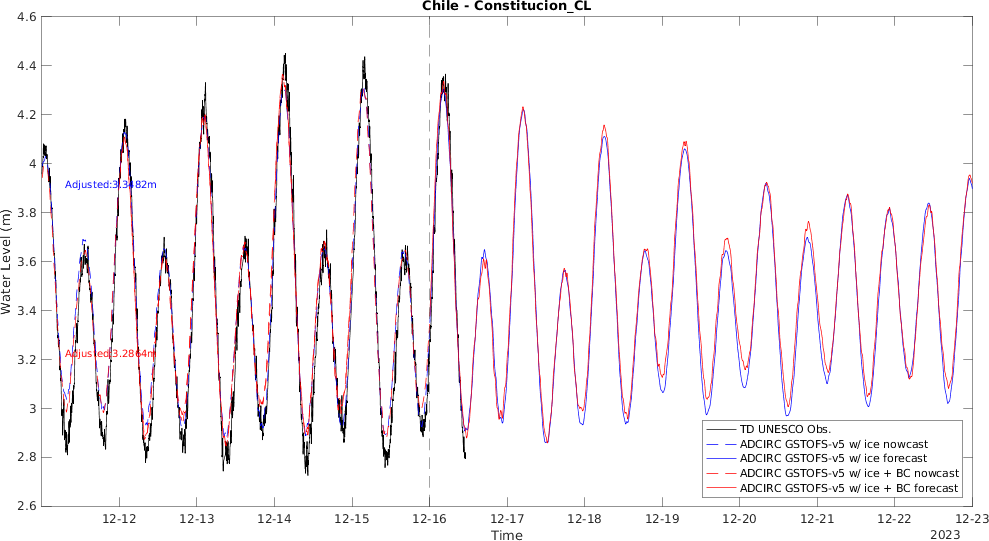 Chile - Constitucion_CL
4.6
4.4
4.2
4
3.8
3.6
3.4
3.2
3
2.8
2.6
Water Level (m)
Adjusted:3.3482m
Adjusted:3.2864m
TD UNESCO Obs.
ADCIRC GSTOFS-v5 w/ ice nowcast
ADCIRC GSTOFS-v5 w/ ice forecast
ADCIRC GSTOFS-v5 w/ ice + BC nowcast
ADCIRC GSTOFS-v5 w/ ice + BC forecast
12-12 12-13 12-14 12-15 12-16 12-17 12-18 12-19 12-20 12-21 12-22 12-23
Time
2023